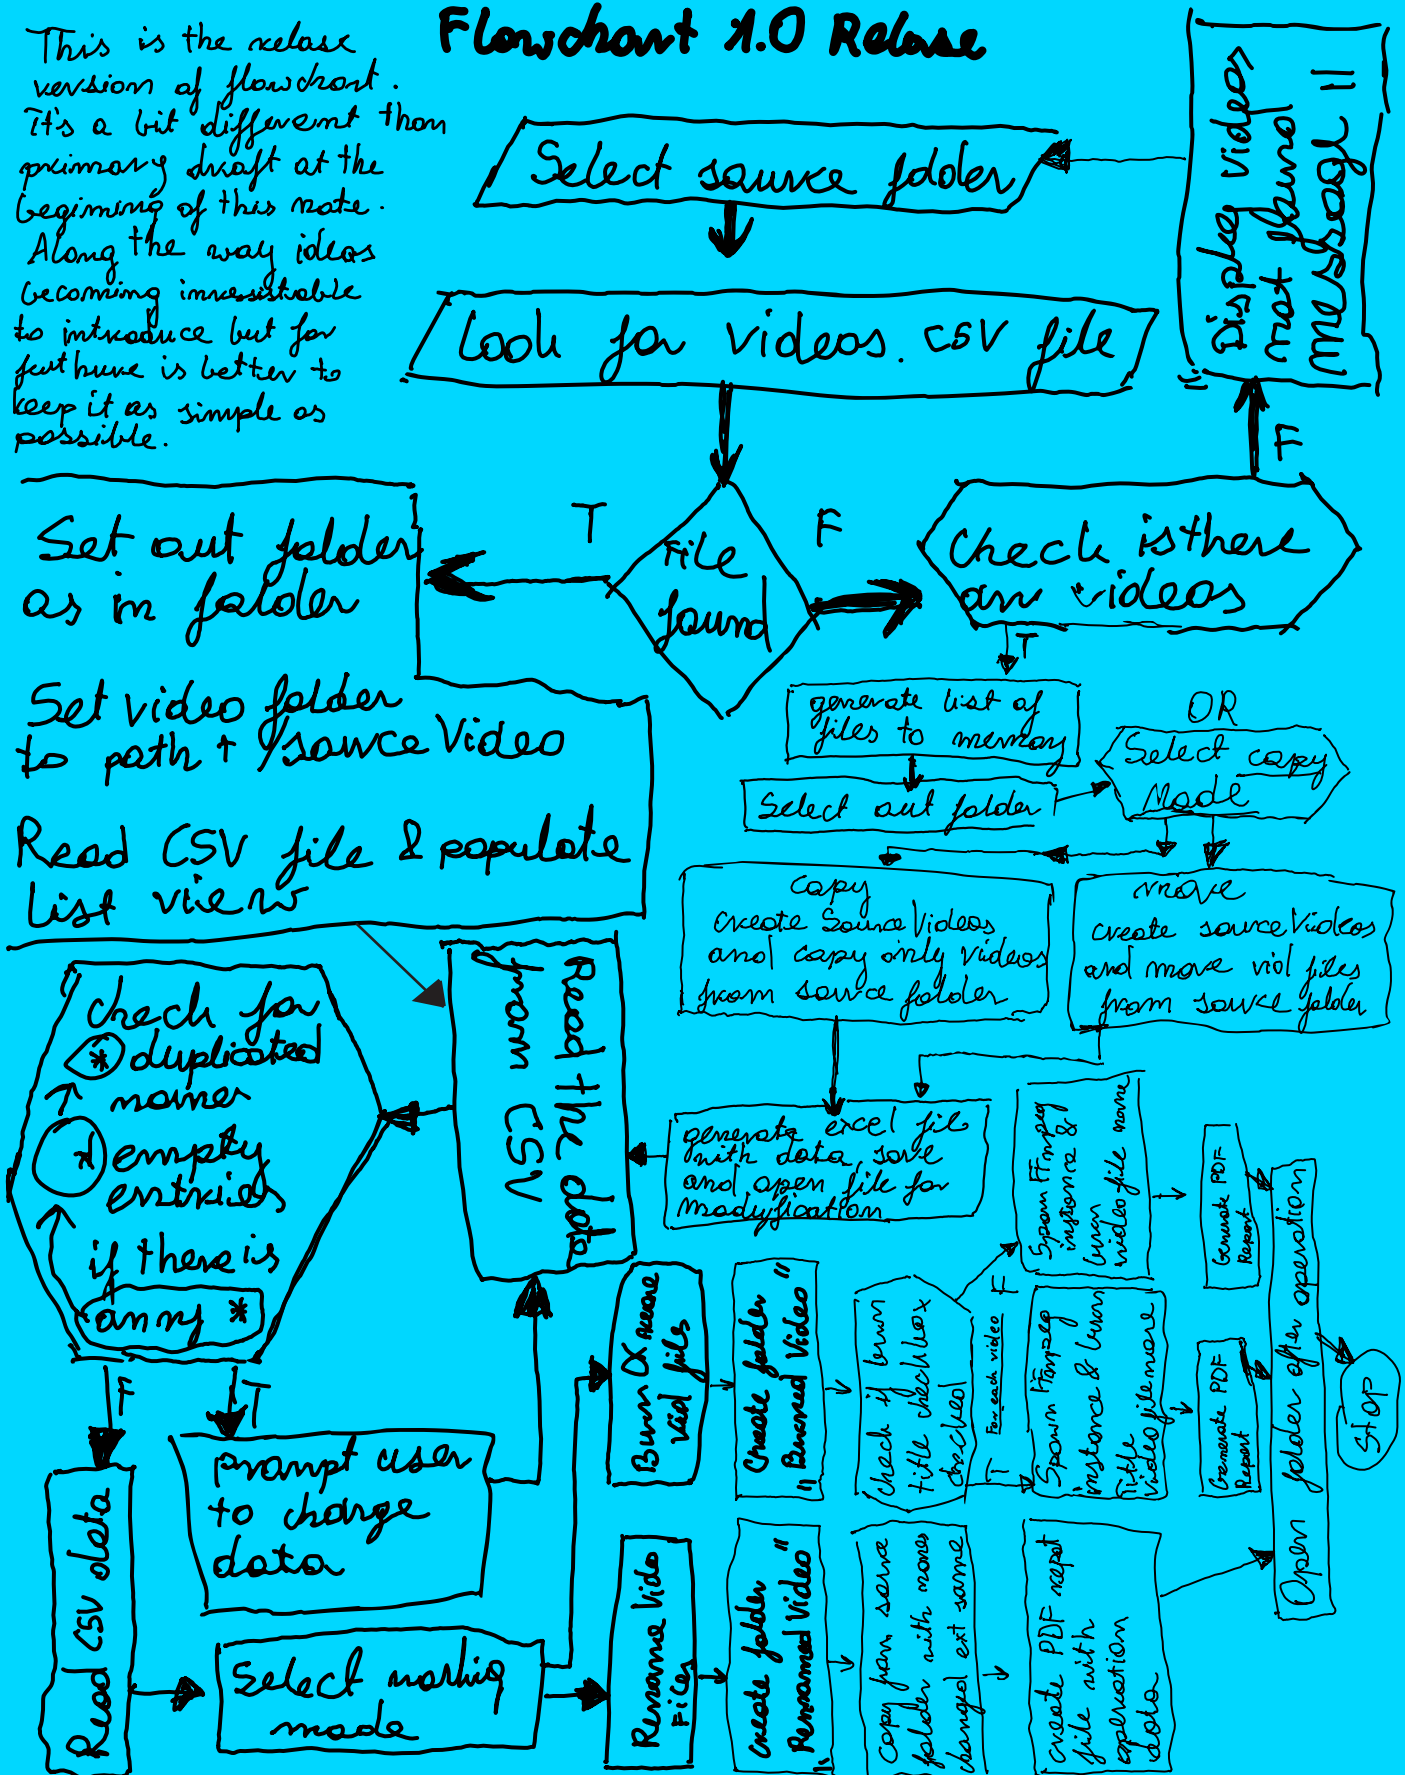 Flowchart 1.0 Relase
This is the relase
version of flowchart.
It's a bit different than
primary draft at the
begiming of this note.
Along the way ideas
becoming
to introduce but for
is better to
keep it as simple as
possible.
Select source folder
Look for videos.CSV file
File
found
T
F
Check is there
any videos
F
Display videos
not found
message !!
T
Set out folder
as in folder
Set video folder
to path + /source Video
Read CSV file & populate
list view
generate list of
files to memory
Select out folder
OR
Select copy
Mode
copy
create Source Videos
and copy only videos
from source folder
move
create source Videos
and move vid files
from source folder
generate excel file
with data, save
and open file for
modyfication
Read the data
from CSV
Check for
* duplicated
names
* empty
entries
if there is
anny *
F
T
prompt user
to change
data
Read CSV data
Select working
mode
Burn
vid files
Create folder
"Burned Video"
check if burn
title checkbox
checked
F
For each video
T
Spawn FFmpeg
instance &
burn
video file name
Spawn FFmpeg
instance & burn
Title
video file name
Generate PDF
Report
Generate PDF
Report
Open folder after operation
STOP
Rename Video
Files
Create folder
"Renamed Video"
Copy from source
folder with names
changed ext same
Create PDF repot
file with
operation
data